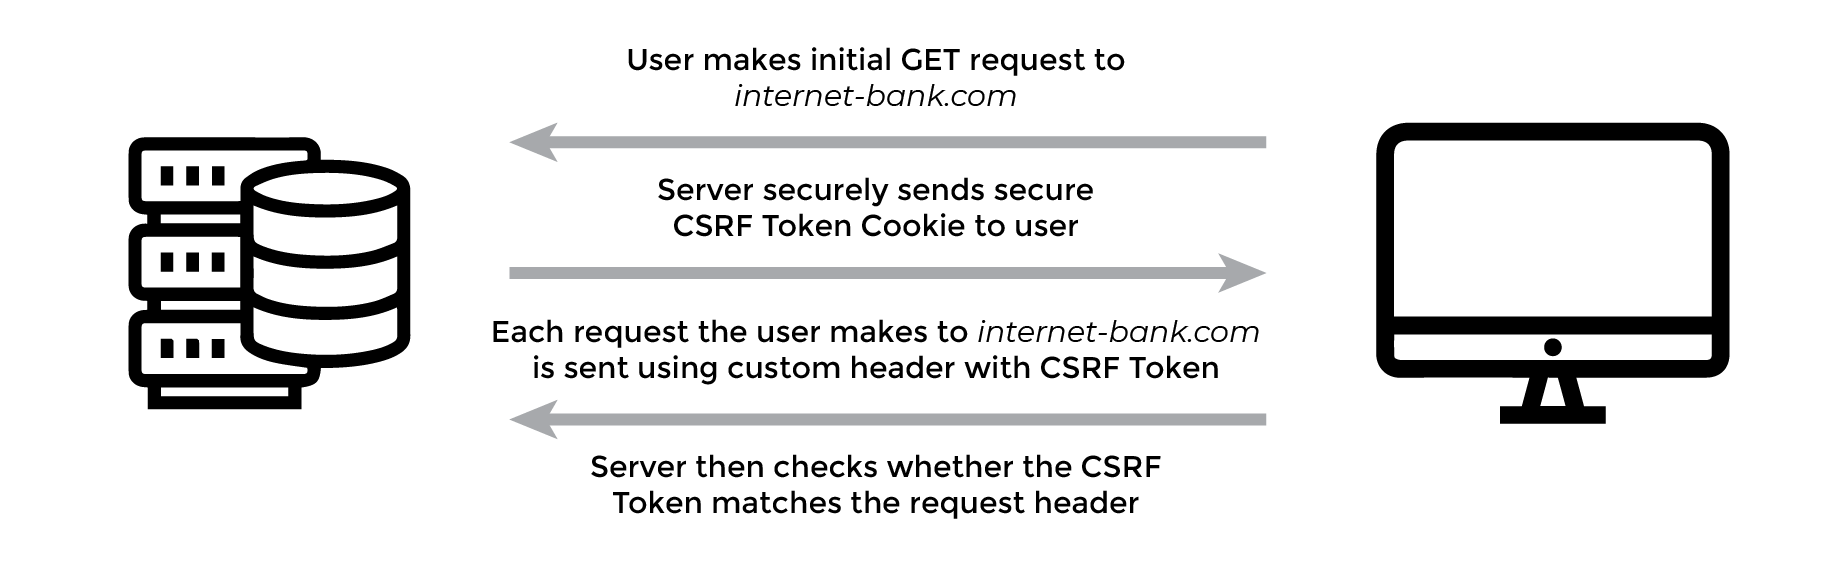 User makes initial GET request to
internet-bank.com
Server securely sends secure
CSRF Token Cookie to user
Each request the user makes to internet-bank.com
is sent using custom header with CSRF Token
Server then checks whether the CSRF
Token matches the request header